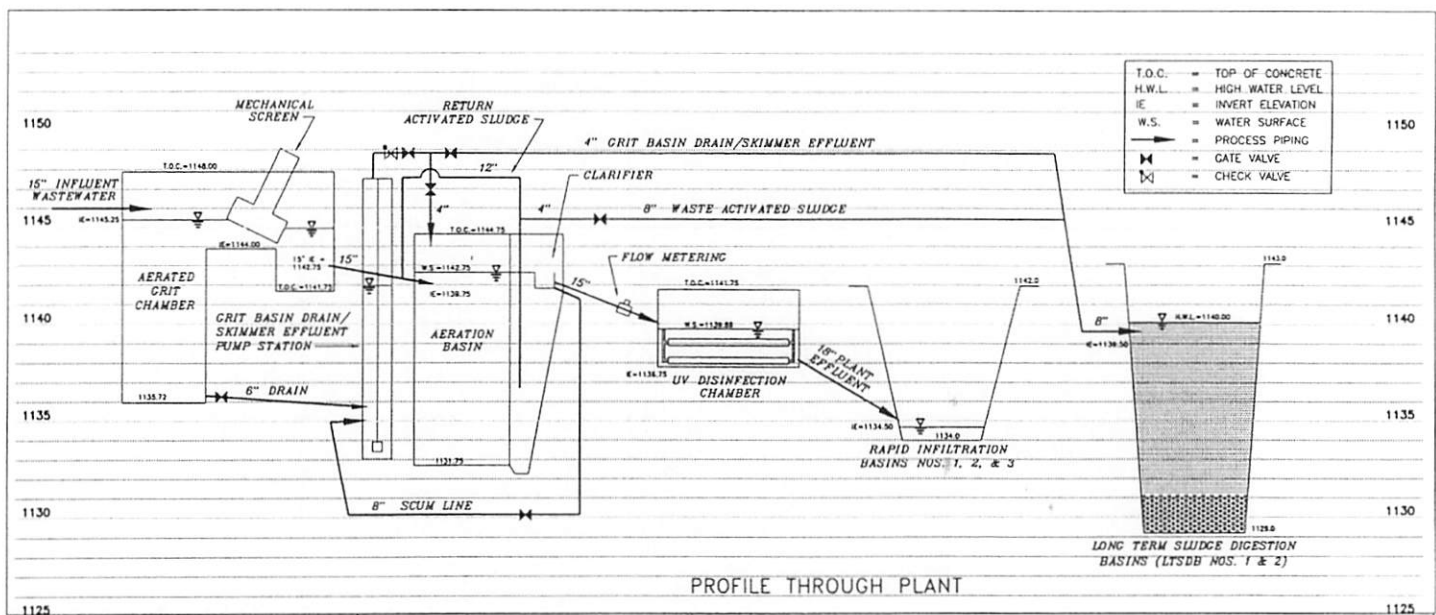 T.O.C. = TOP OF CONCRETE
H.W.L. = HIGH WATER LEVEL
IE = INVERT ELEVATION
W.S. = WATER SURFACE
= PROCESS PIPING
= GATE VALVE
= CHECK VALVE
1150
1150
MECHANICAL
SCREEN
RETURN
ACTIVATED SLUDGE
4" GRIT BASIN DRAIN/SKIMMER EFFLUENT
T.O.C.=1148.00
12"
CLARIFIER
15" INFLUENT
WASTEWATER
IE=1145.25
1145
1145
4"
4"
8" WASTE ACTIVATED SLUDGE
IE=1144.00
T.O.C.=1144.75
15" IE =
1142.75
15"
W.S.=1142.75
FLOW METERING
1143.0
1142.0
AERATED
GRIT
CHAMBER
T.O.C.=1141.75
IE=1138.75
15"
T.O.C.=1141.75
1140
1140
GRIT BASIN DRAIN/
SKIMMER EFFLUENT
PUMP STATION
AERATION
BASIN
H.W.L.=1140.00
8"
IE=1138.50
18" PLANT
EFFLUENT
IE=1136.75
UV DISINFECTION
CHAMBER
6" DRAIN
1135.72
1135
1135
IE=1134.50
1134.0
RAPID INFILTRATION
BASINS NOS. 1, 2, & 3
1131.75
8" SCUM LINE
1130
1130
1129.0
LONG TERM SLUDGE DIGESTION
BASINS (LTSDB NOS. 1 & 2)
PROFILE THROUGH PLANT
1125
1125